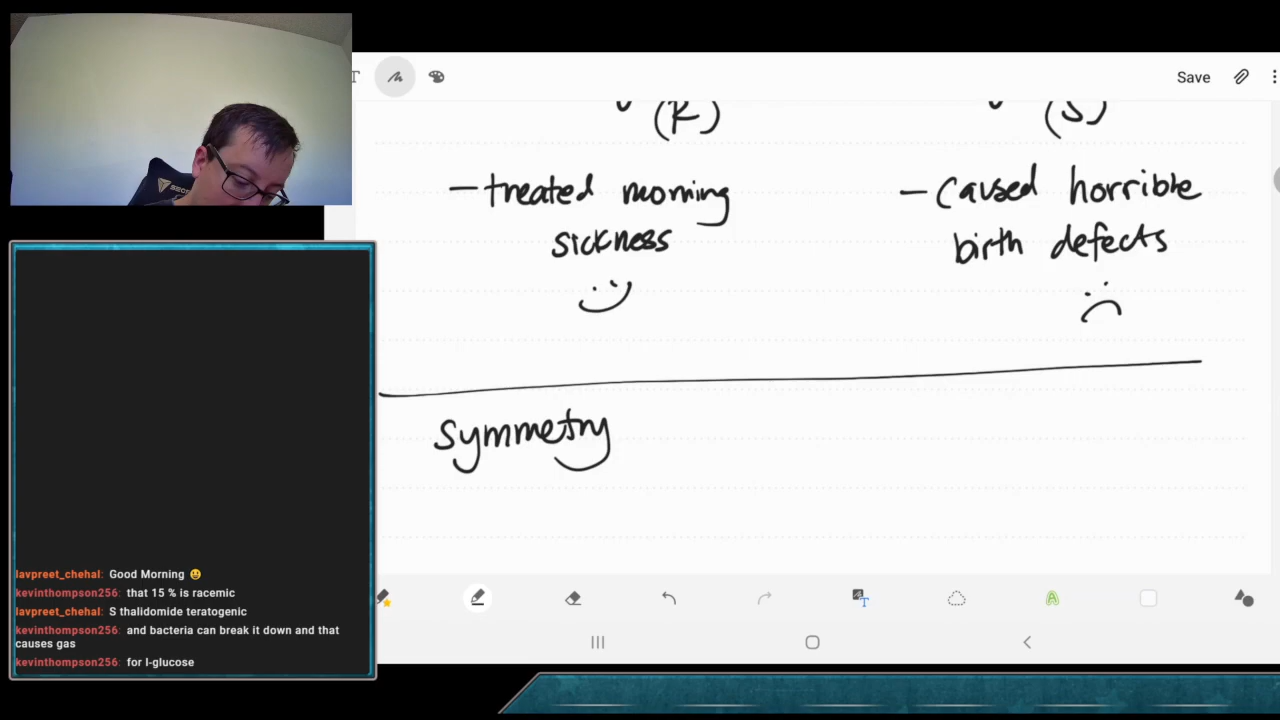 T
Save
(R)
(S)
- treated morning
sickness
- caused horrible
birth defects
symmetry
lavpreet_chehal: Good Morning 😃
kevinthompson256: that 15 % is racemic
lavpreet_chehal: S thalidomide teratogenic
kevinthompson256: and bacteria can break it down and that
causes gas
kevinthompson256: for l-glucose